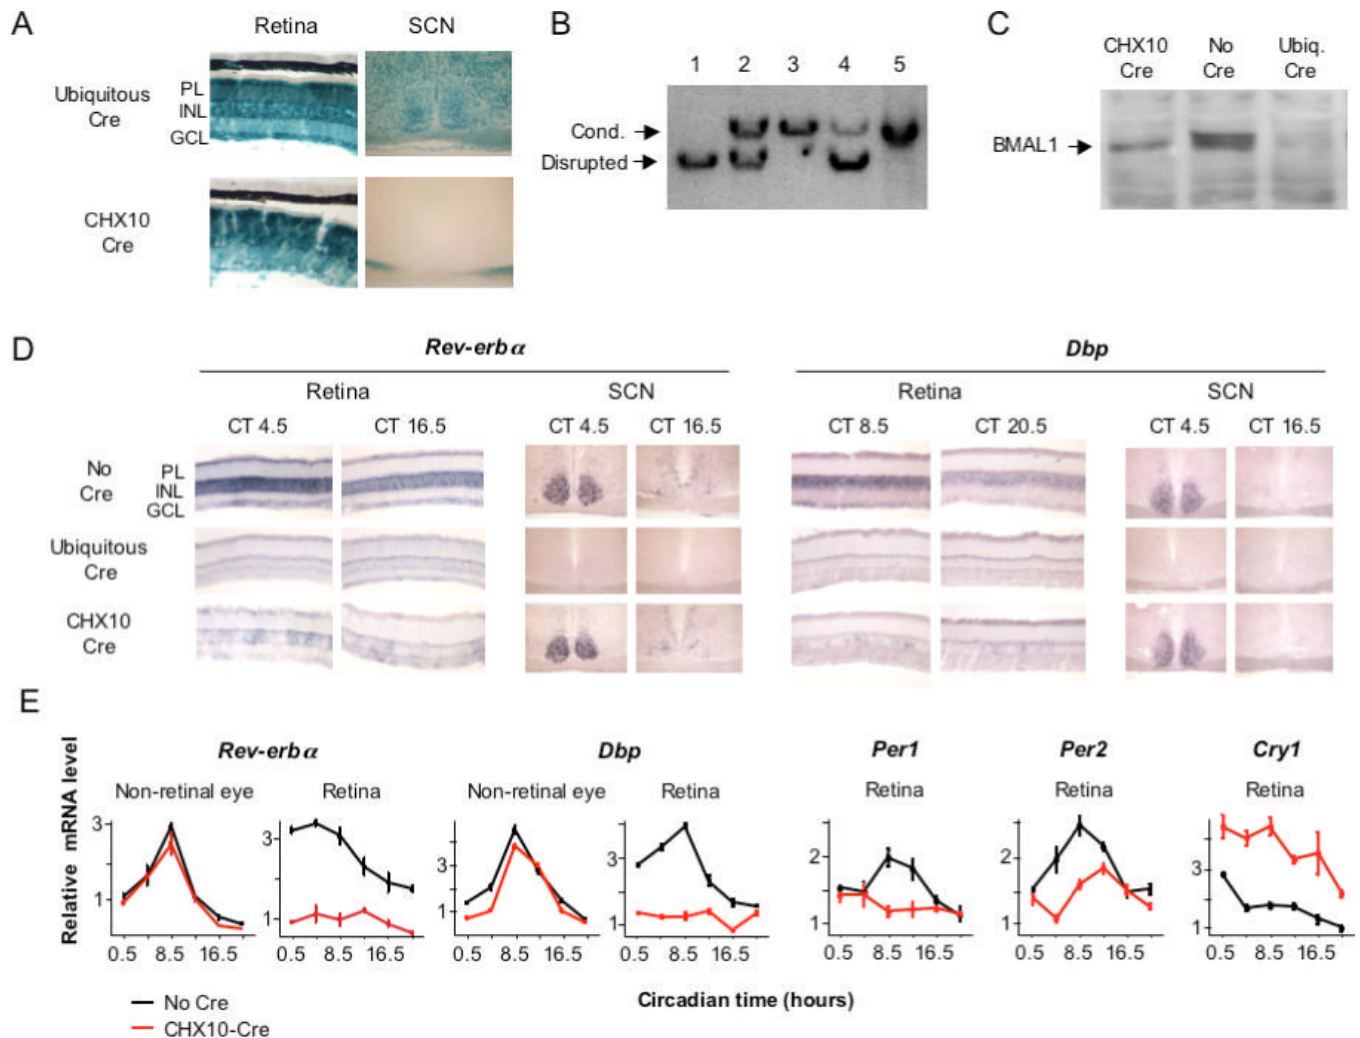 A
Retina SCN
Ubiquitous
Cre
PL
INL
GCL
CHX10
Cre
B
1 2 3 4 5
Cond.
Disrupted
C
CHX10
Cre
No
Cre
Ubiq.
Cre
BMAL1
D
Rev-erbα
Dbp
Retina SCN Retina SCN
CT 4.5 CT 16.5 CT 4.5 CT 16.5 CT 8.5 CT 20.5 CT 4.5 CT 16.5
No
Cre
PL
INL
GCL
Ubiquitous
Cre
CHX10
Cre
E
Relative mRNA level
Rev-erbα Dbp Per1 Per2 Cry1
Non-retinal eye Retina Non-retinal eye Retina Retina Retina Retina
3 3 3 3 2 2 3
1 1 1 1 1 1 1
0.5 8.5 16.5 0.5 8.5 16.5 0.5 8.5 16.5 0.5 8.5 16.5 0.5 8.5 16.5 0.5 8.5 16.5 0.5 8.5 16.5
No Cre
CHX10-Cre
Circadian time (hours)